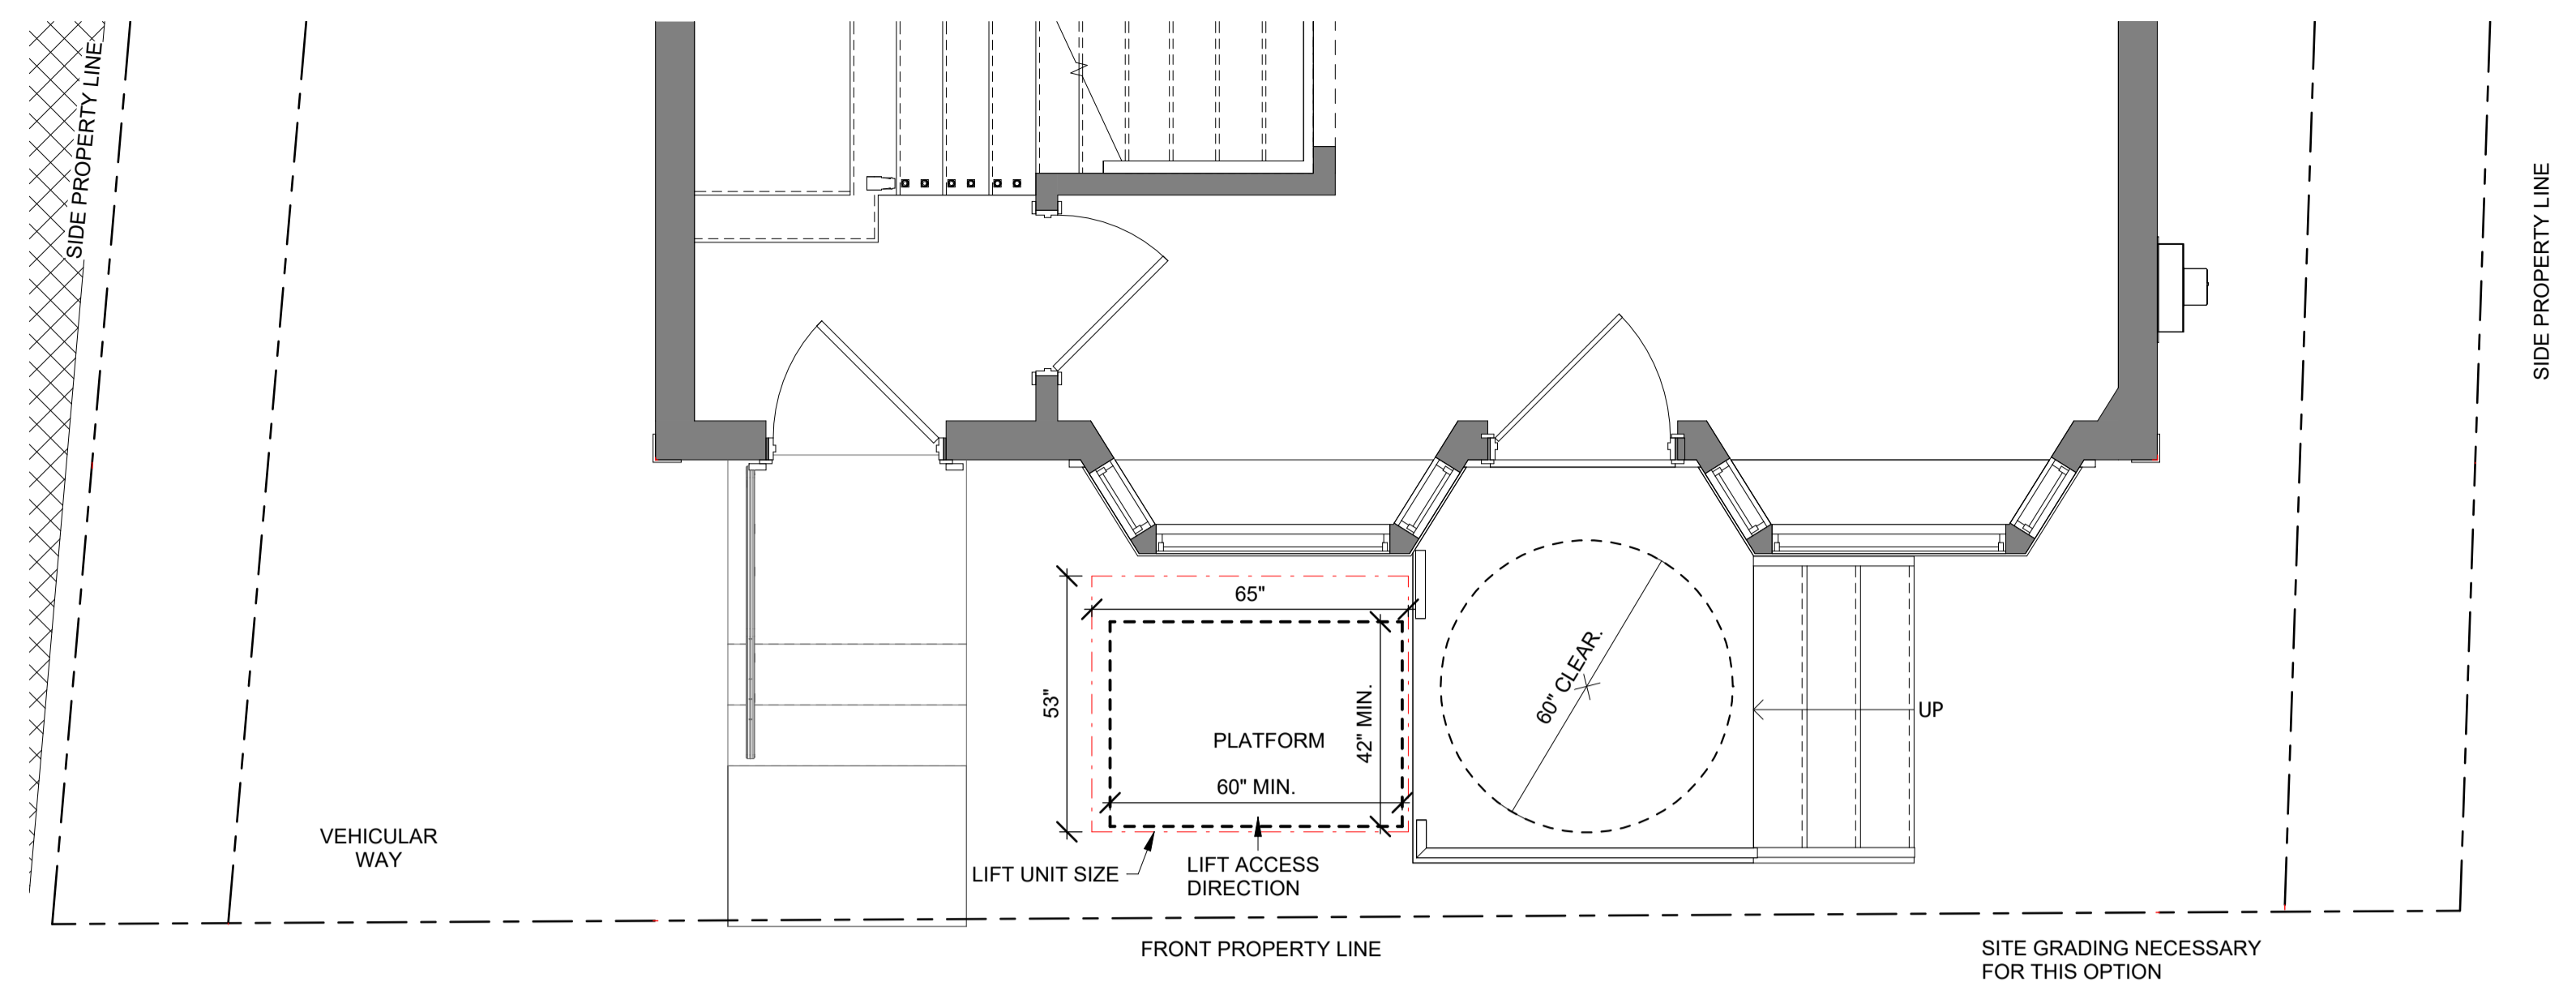 SIDE PROPERTY LINE
SIDE PROPERTY LINE
65"
53"
42" MIN.
60" CLEAR.
UP
PLATFORM
60" MIN.
VEHICULAR
WAY
LIFT UNIT SIZE
LIFT ACCESS
DIRECTION
FRONT PROPERTY LINE
SITE GRADING NECESSARY
FOR THIS OPTION